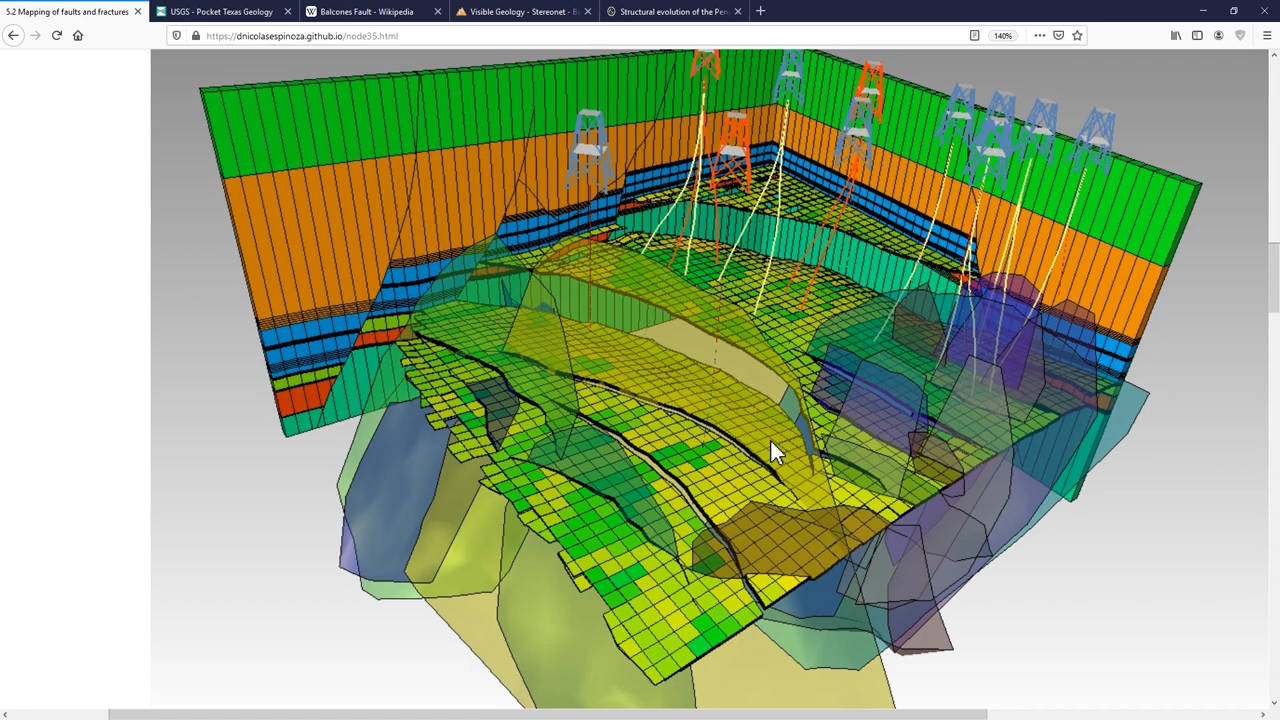 5.2 Mapping of faults and fractures
USGS - Pocket Texas Geology
Balcones Fault - Wikipedia
Visible Geology - Stereonet - B
Structural evolution of the Pen
https://dnicolasespinoza.github.io/node35.html
140%